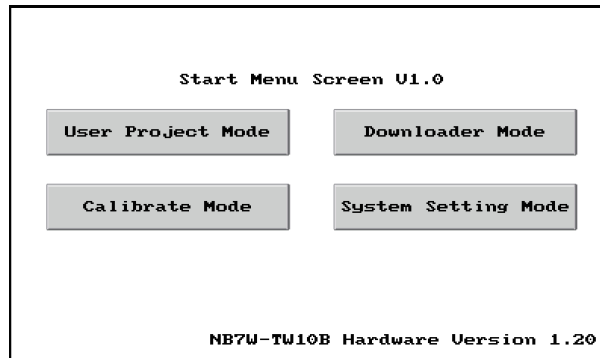 Start Menu Screen V1.0
User Project Mode
Downloader Mode
Calibrate Mode
System Setting Mode
NB7W-TW10B Hardware Version 1.20